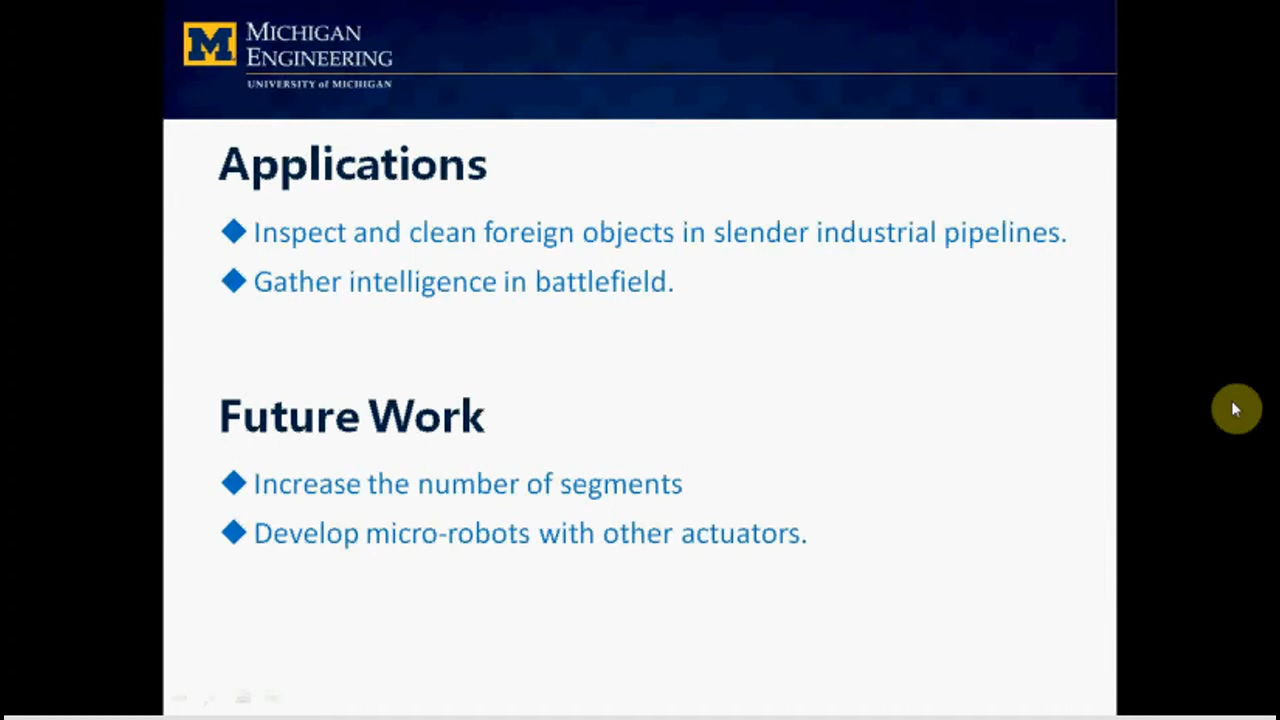 M
MICHIGAN
ENGINEERING
UNIVERSITY of MICHIGAN
Applications
Inspect and clean foreign objects in slender industrial pipelines.
Gather intelligence in battlefield.
Future Work
Increase the number of segments
Develop micro-robots with other actuators.